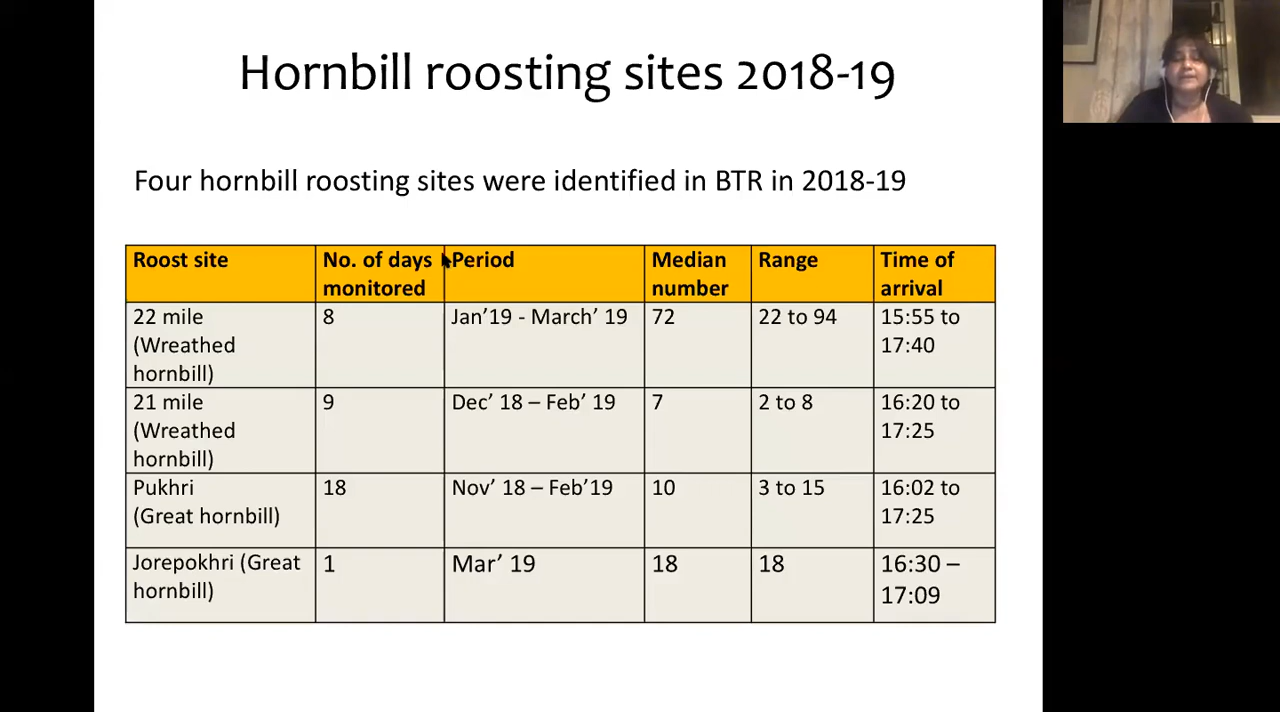 Hornbill roosting sites 2018-19
Four hornbill roosting sites were identified in BTR in 2018-19
Roost site
No. of days
monitored
Period
Median
number
Range
Time of
arrival
22 mile
(Wreathed
hornbill)
8
Jan’19 - March’ 19
72
22 to 94
15:55 to
17:40
21 mile
(Wreathed
hornbill)
9
Dec’ 18 – Feb’ 19
7
2 to 8
16:20 to
17:25
Pukhri
(Great hornbill)
18
Nov’ 18 – Feb’19
10
3 to 15
16:02 to
17:25
Jorepokhri (Great
hornbill)
1
Mar’ 19
18
18
16:30 –
17:09